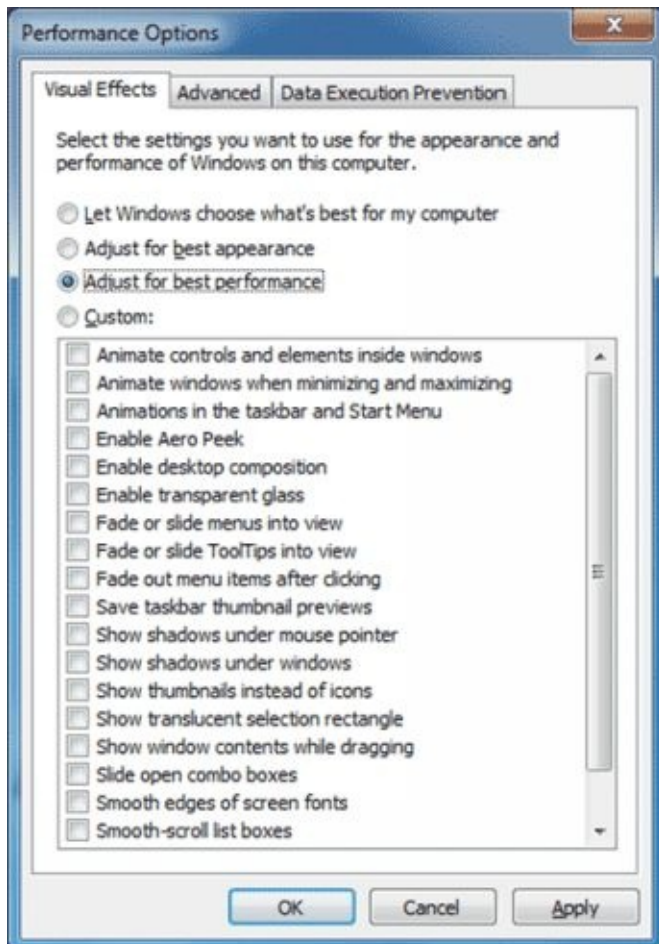 Performance Options
Visual Effects
Advanced
Data Execution Prevention
Select the settings you want to use for the appearance and
performance of Windows on this computer.
Let Windows choose what's best for my computer
Adjust for best appearance
Adjust for best performance
Custom:
Animate controls and elements inside windows
Animate windows when minimizing and maximizing
Animations in the taskbar and Start Menu
Enable Aero Peek
Enable desktop composition
Enable transparent glass
Fade or slide menus into view
Fade or slide ToolTips into view
Fade out menu items after clicking
Save taskbar thumbnail previews
Show shadows under mouse pointer
Show shadows under windows
Show thumbnails instead of icons
Show translucent selection rectangle
Show window contents while dragging
Slide open combo boxes
Smooth edges of screen fonts
Smooth-scroll list boxes
OK
Cancel
Apply